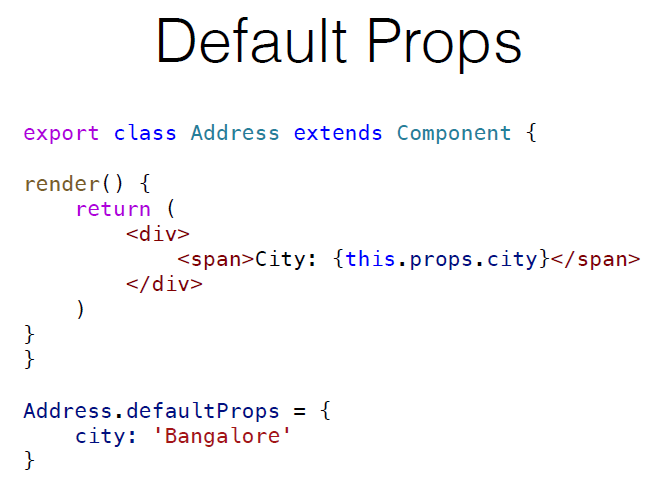 Default Props
export class Address extends Component {
render() {
    return (
        <div>
            <span>City: {this.props.city}</span>
        </div>
    )
}
}
Address.defaultProps = {
    city: 'Bangalore'
}